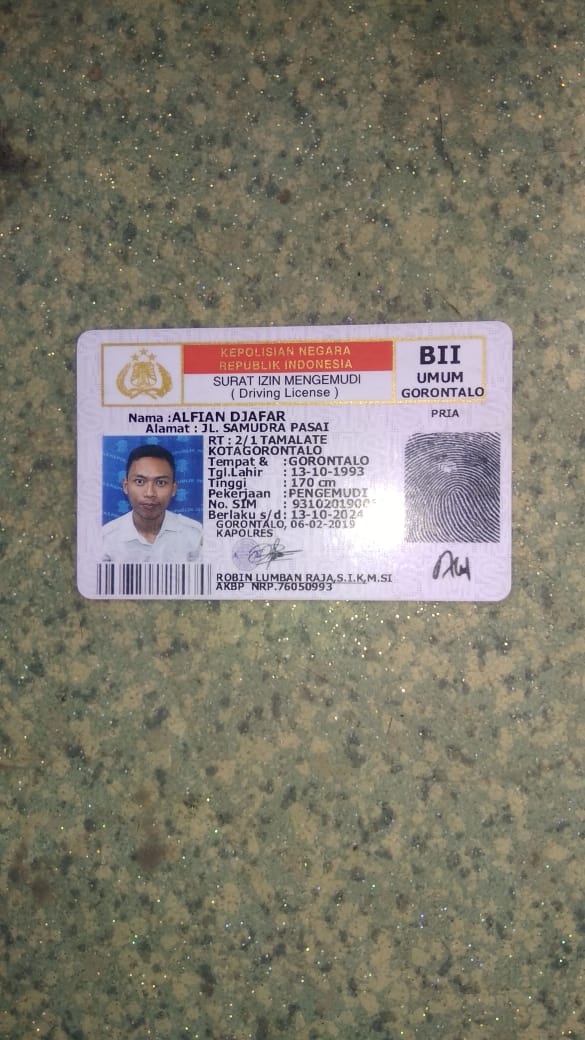 KEPOLISIAN NEGARA
REPUBLIK INDONESIA
SURAT IZIN MENGEMUDI
( Driving License )
BII
UMUM
GORONTALO
PRIA
Nama : ALFIAN DJAFAR
Alamat : JL. SAMUDRA PASAI
RT : 2/1 TAMALATE
KOTAGORONTALO
Tempat & : GORONTALO
Tgl.Lahir : 13-10-1993
Tinggi : 170 cm
Pekerjaan : PENGEMUDI
No. SIM :
Berlaku s/d : 13-10-2024
GORONTALO, 06-02-2019
KAPOLRES
ROBIN LUMBAN RAJA,S.I.K,M.SI
AKBP NRP.76050993